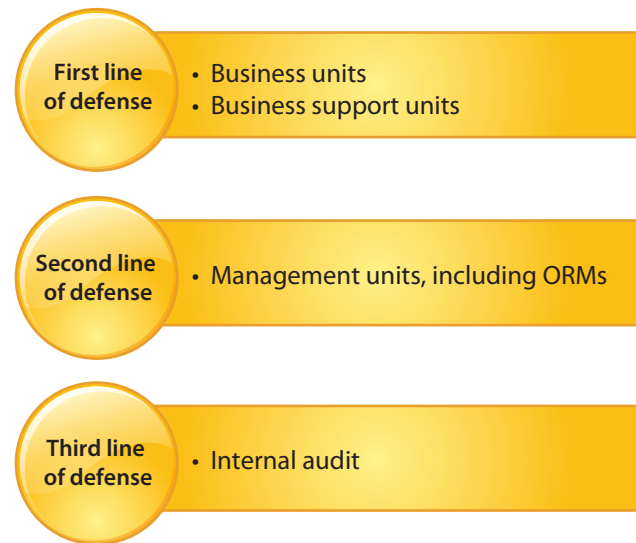 First line
of defense
• Business units
• Business support units
Second line
of defense
• Management units, including ORMs
Third line
of defense
• Internal audit